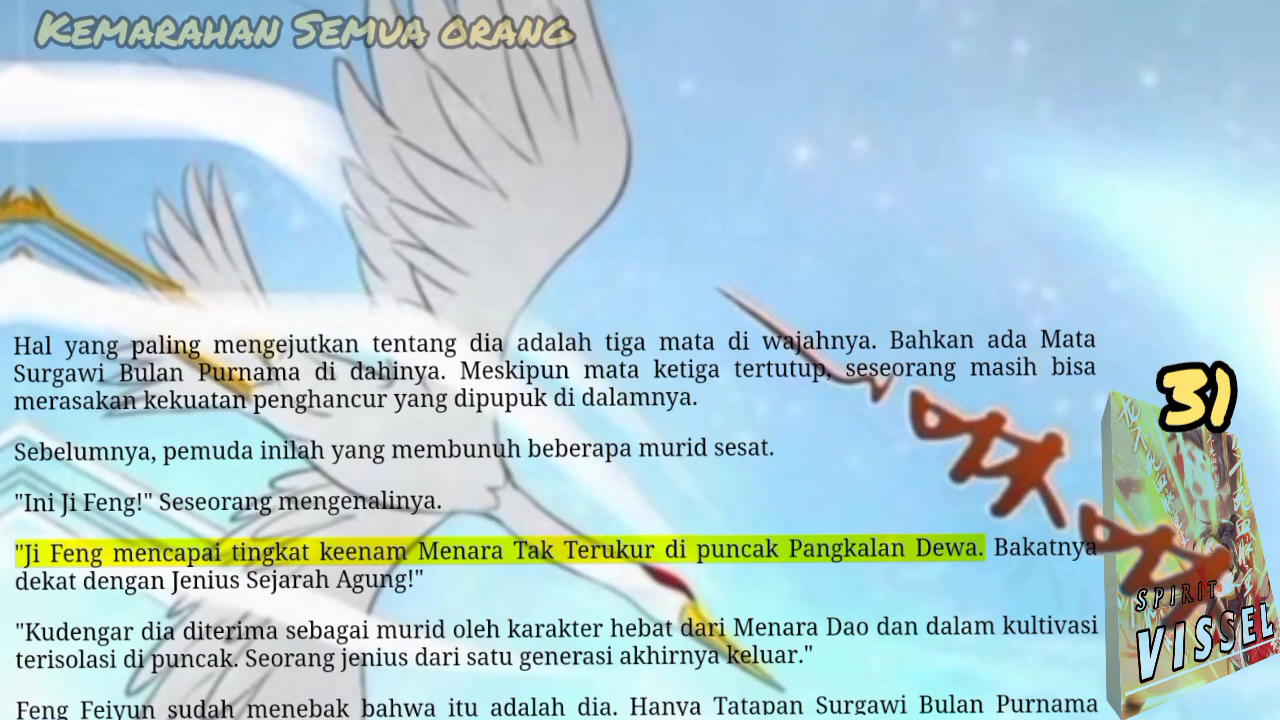 Kemarahan Semua orang
Hal yang paling mengejutkan tentang dia adalah tiga mata di wajahnya. Bahkan ada Mata
Surgawi Bulan Purnama di dahinya. Meskipun mata ketiga tertutup, seseorang masih bisa
merasakan kekuatan penghancur yang dipupuk di dalamnya.
Sebelumnya, pemuda inilah yang membunuh beberapa murid sesat.
"Ini Ji Feng!" Seseorang mengenalinya.
"Ji Feng mencapai tingkat keenam Menara Tak Terukur di puncak Pangkalan Dewa. Bakatnya
dekat dengan Jenius Sejarah Agung!"
"Kudengar dia diterima sebagai murid oleh karakter hebat dari Menara Dao dan dalam kultivasi
terisolasi di puncak. Seorang jenius dari satu generasi akhirnya keluar."
Feng Feiyun sudah menebak bahwa itu adalah dia. Hanya Tatapan Surgawi Bulan Purnama
31
SPIRIT
VISSEL